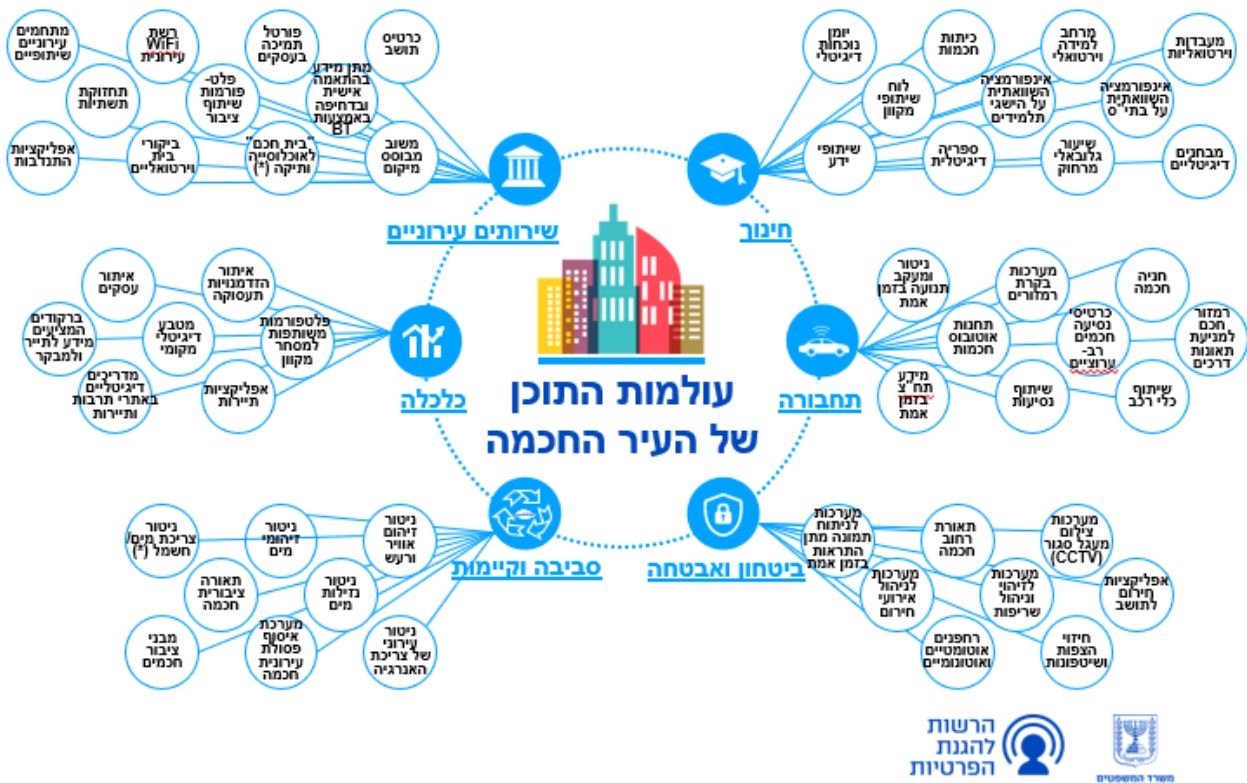 מתחמים
עירוניים
שיתופיים
רשת
WiFi
עירונית
פורטל
תמיכה
בעסקים
כרטיס
תושב
תחזוקת
תשתיות
פלט-
פורמות
שיתוף
ציבור
מתן מידע
בהתאמה
אישית
ובדחיפה
באמצעות
BT
אפליקציות
התנדבות
ביקורי
בית
וירטואליים
"בית חכם"
לאוכלוסייה
ותיקה (*)
משוב
מבוסס
מיקום
שירותים עירוניים
יומן
נוכחות
דיגיטלי
כיתות
חכמות
מרחב
למידה
וירטואלי
מעבדות
וירטואליות
לוח
שיתופי
מקוון
אינפורמציה
השוואתית
על הישגי
תלמידים
אינפורמציה
השוואתית
על בתי"ס
שיתופי
ידע
ספריה
דיגיטלית
שיעור
גלובאלי
מרחוק
מבחנים
דיגיטליים
חינוך
איתור
עסקים
איתור
הזדמנויות
תעסוקה
ברקודים
המציעים
מידע לתייר
ולמבקר
מטבע
דיגיטלי
מקומי
פלטפורמות
משותפות
למסחר
מקוון
מדריכים
דיגיטליים
באתרי תרבות
ותיירות
אפליקציות
תיירות
כלכלה
עולמות התוכן
של העיר החכמה
ניטור
ומעקב
תנועה בזמן
אמת
מערכות
בקרת
רמזורים
חניה
חכמה
תחנות
אוטובוס
חכמות
כרטיסי
נסיעה
חכמים
רב-
ערוציים
רמזור
חכם
למניעת
תאונות
דרכים
מידע
תח"צ
בזמן
אמת
שיתוף
נסיעות
שיתוף
כלי רכב
תחבורה
ניטור
צריכת מים/
חשמל (*)
ניטור
זיהומי
מים
ניטור
זיהום
אוויר
ורעש
תאורה
ציבורית
חכמה
ניטור
נזילות
מים
מבני
ציבור
חכמים
מערכת
איסוף
פסולת
עירונית
חכמה
ניטור
עירוני
של צריכת
האנרגיה
סביבה וקיימות
מערכות
לניתוח
תמונה מתן
התראות
בזמן אמת
תאורת
רחוב
חכמה
מערכות
צילום
מעגל סגור
(CCTV)
מערכות
לניהול
אירועי
חירום
מערכות
לזיהוי
וניהול
שריפות
אפליקציות
חירום
לתושב
רחפנים
אוטומטיים
ואוטונומיים
חיזוי
הצפות
ושיטפונות
ביטחון ואבטחה
הרשות
להגנת
הפרטיות
משרד המשפטים